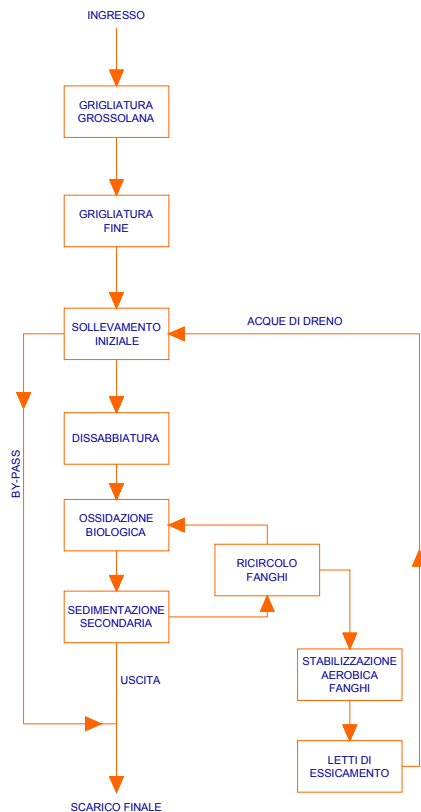 INGRESSO
GRIGLIATURA
GROSSOLANA
GRIGLIATURA
FINE
SOLLEVAMENTO
INIZIALE
ACQUE DI DRENO
DISSABBIATURA
BY-PASS
OSSIDAZIONE
BIOLOGICA
RICIRCOLO
FANGHI
SEDIMENTAZIONE
SECONDARIA
STABILIZZAZIONE
AEROBICA
FANGHI
USCITA
LETTI DI
ESSICAMENTO
SCARICO FINALE